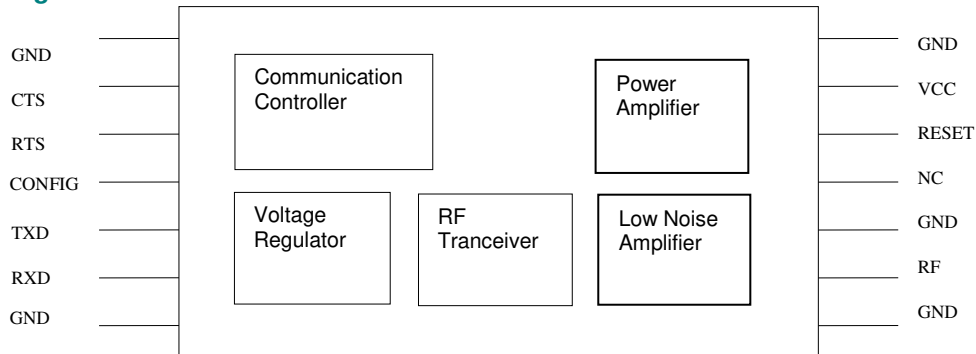 GND
CTS
RTS
CONFIG
TXD
RXD
GND
Communication
Controller
Power
Amplifier
Voltage
Regulator
RF
Tranceiver
Low Noise
Amplifier
GND
VCC
RESET
NC
GND
RF
GND